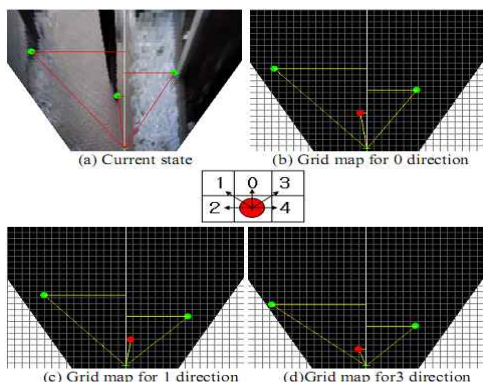 (a) Current state
(b) Grid map for 0 direction
1 0 3
2 4
(c) Grid map for 1 direction
(d)Grid map for3 direction